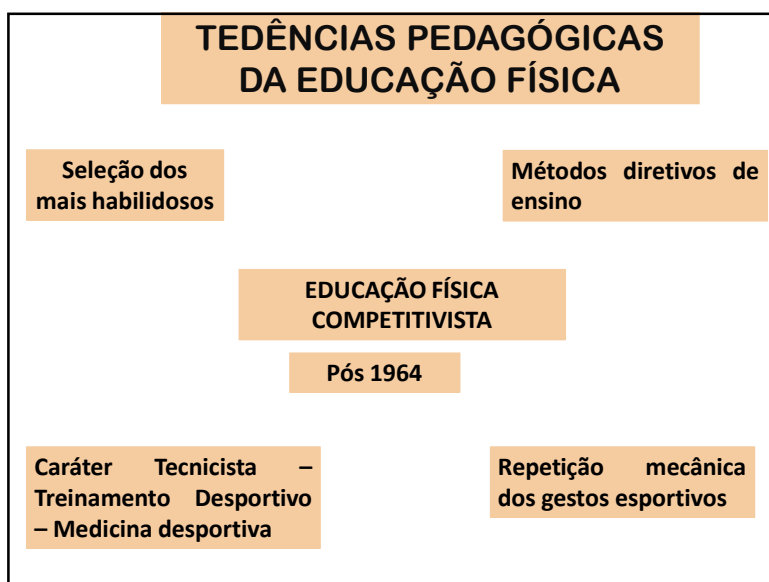 TEDÊNCIAS PEDAGÓGICAS
DA EDUCAÇÃO FÍSICA
Seleção dos
mais habilidosos
Métodos diretivos de
ensino
EDUCAÇÃO FÍSICA
COMPETITIVISTA
Pós 1964
Caráter Tecnicista –
Treinamento Desportivo
– Medicina desportiva
Repetição mecânica
dos gestos esportivos